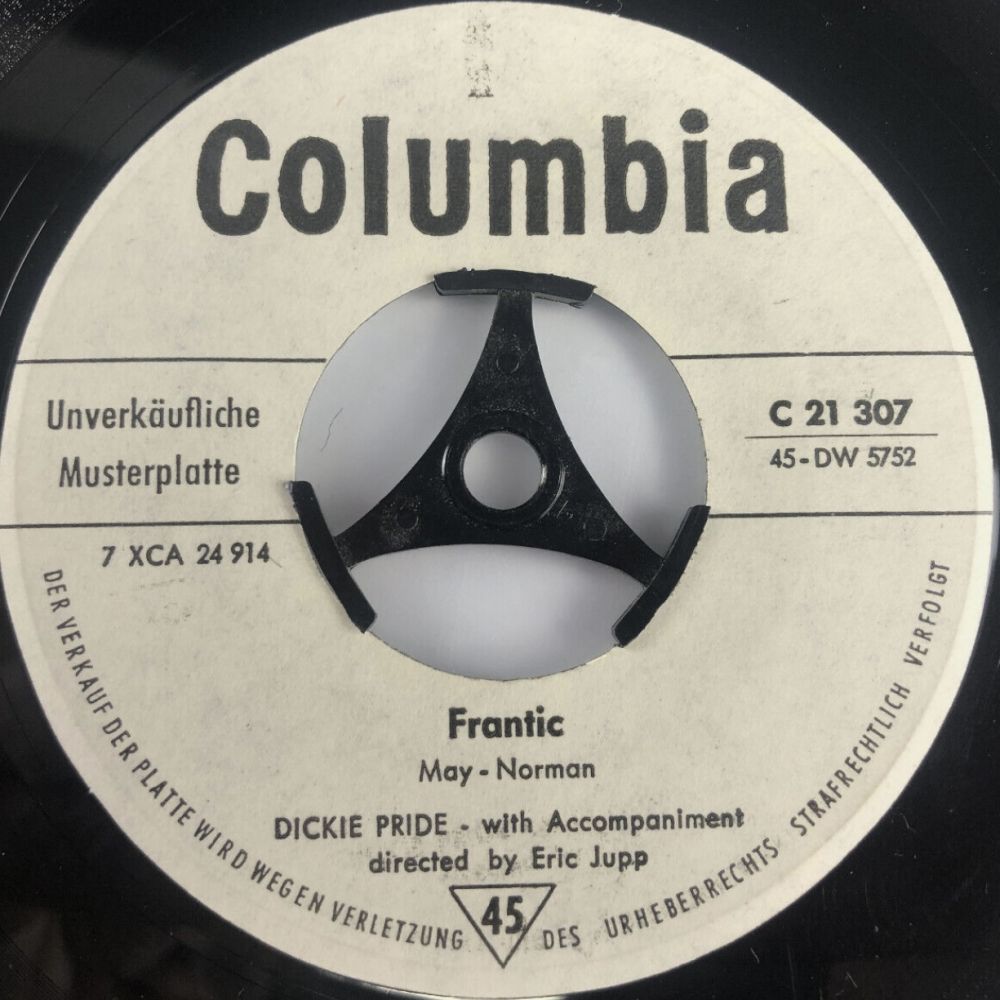 Columbia
Unverkäufliche
Musterplatte
C 21 307
45-DW 5752
7 XCA 24 914
Frantic
May - Norman
DICKIE PRIDE - with Accompaniment
directed by Eric Jupp
45
DER VERKAUF DER PLATTE WIRD WEGEN VERLETZUNG DES URHEBERRECHTS STRAFRECHTLICH VERFOLGT